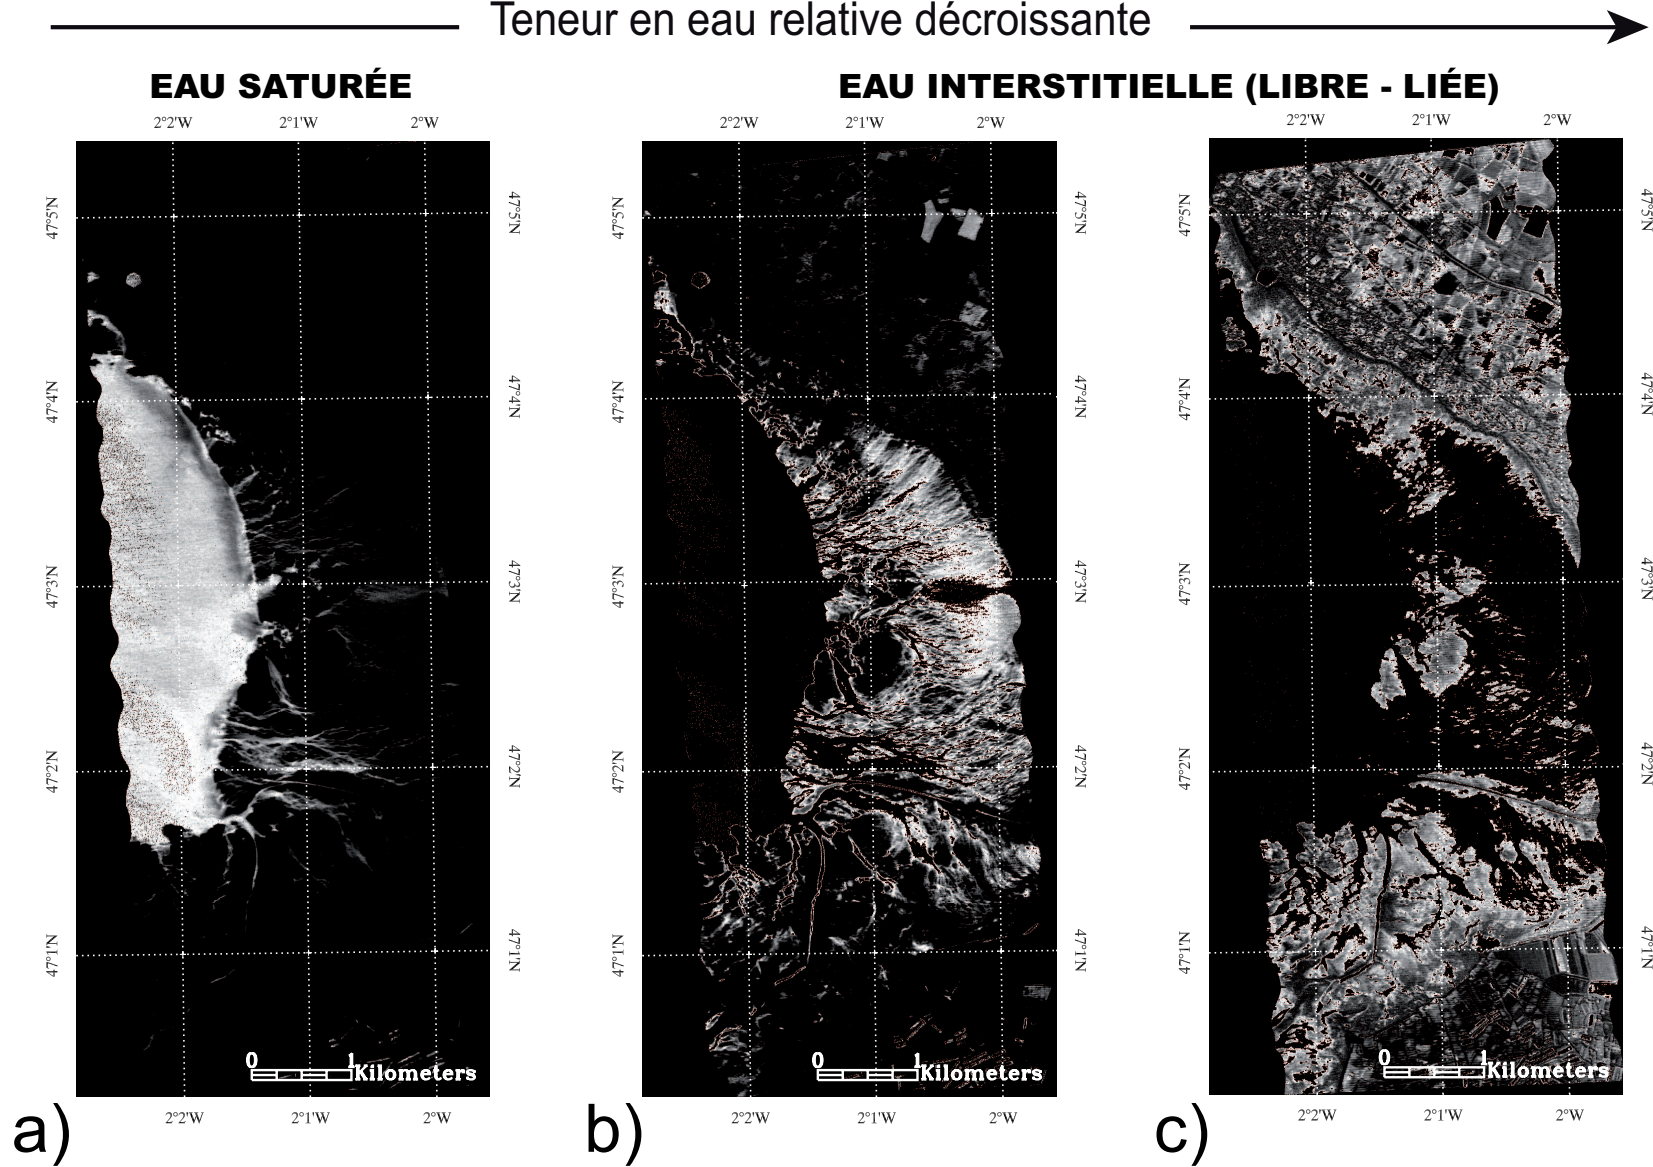 Teneur en eau relative décroissante
EAU SATURÉE
EAU INTERSTITIELLE (LIBRE - LIÉE)
2°2'W 2°1'W 2°W
2°2'W 2°1'W 2°W
2°2'W 2°1'W 2°W
47°5'N 47°5'N 47°5'N 47°5'N 47°5'N 47°5'N
47°4'N 47°4'N 47°4'N 47°4'N 47°4'N 47°4'N
47°3'N 47°3'N 47°3'N 47°3'N 47°3'N 47°3'N
47°2'N 47°2'N 47°2'N 47°2'N 47°2'N 47°2'N
47°1'N 47°1'N 47°1'N 47°1'N 47°1'N 47°1'N
0 1
Kilometers
0 1
Kilometers
0 1
Kilometers
2°2'W 2°1'W 2°W
2°2'W 2°1'W 2°W
2°2'W 2°1'W 2°W
a)
b)
c)